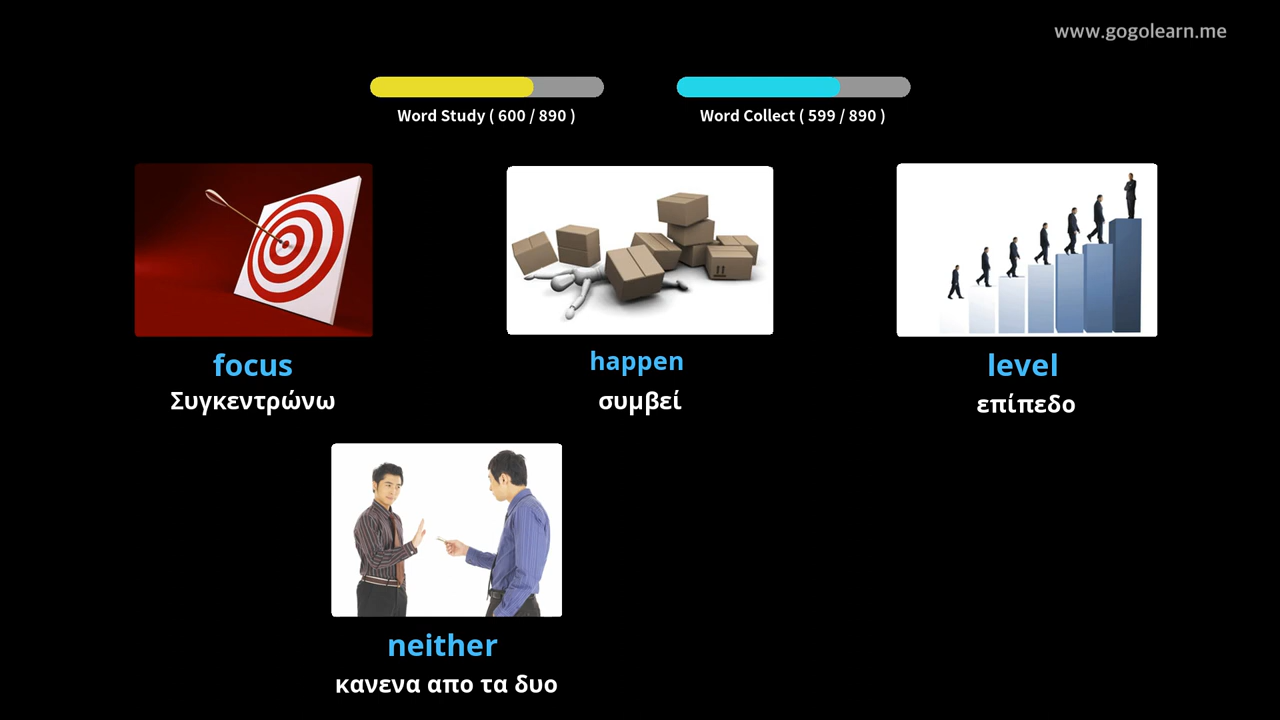 www.gogolearn.me
Word Study ( 600 / 890 )
Word Collect ( 599 / 890 )
focus
Συγκεντρώνω
happen
συμβεί
level
επίπεδο
neither
κανενα απο τα δυο